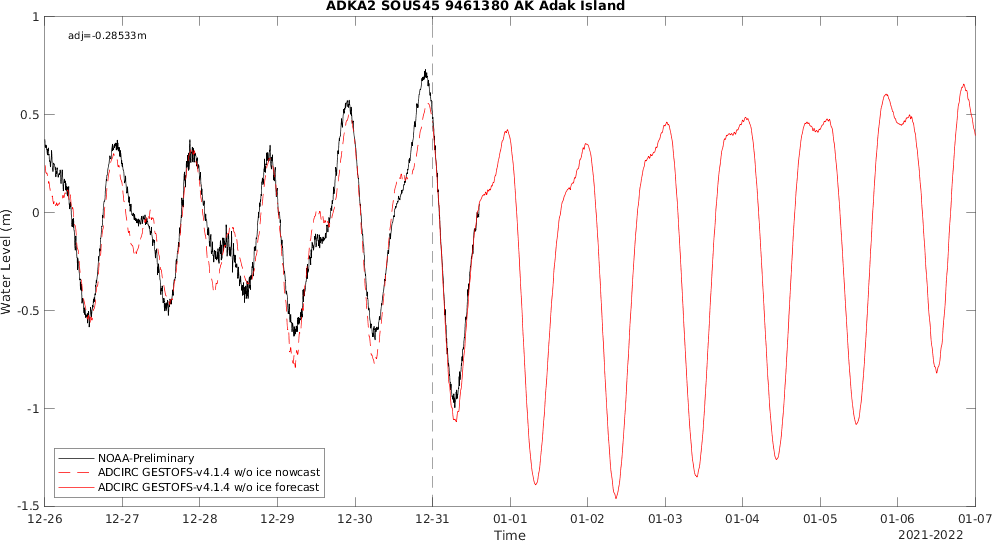 ADKA2 SOUS45 9461380 AK Adak Island
adj=-0.28533m
Water Level (m)
1
0.5
0
-0.5
-1
-1.5
NOAA-Preliminary
ADCIRC GESTOFS-v4.1.4 w/o ice nowcast
ADCIRC GESTOFS-v4.1.4 w/o ice forecast
12-26 12-27 12-28 12-29 12-30 12-31 01-01 01-02 01-03 01-04 01-05 01-06 01-07
Time
2021-2022